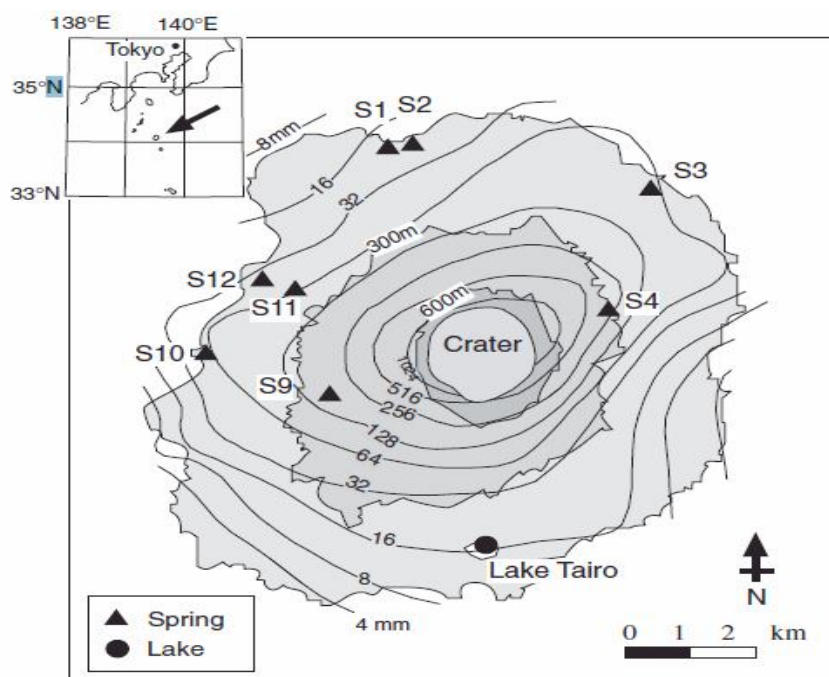 138°E 140°E
Tokyo
35°N
33°N
S1 S2
8mm
16
32
S3
300m
S12
S11
600m
S4
Crater
S10
S9
1024
516
256
128
64
32
16
8
4 mm
Lake Tairo
N
▲ Spring
● Lake
0 1 2 km